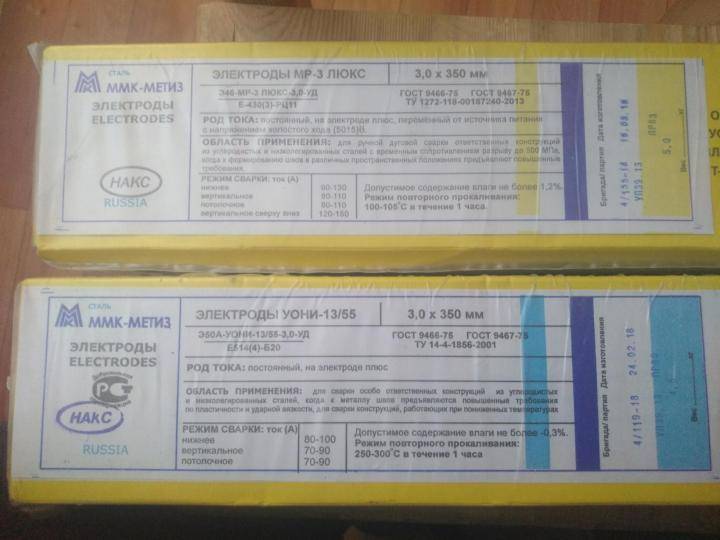 СТАЛЬ
ММК-МЕТИЗ
ЭЛЕКТРОДЫ
ELECTRODES
НАКС
RUSSIA
ЭЛЕКТРОДЫ МР-3 ЛЮКС 3,0 х 350 мм
Э46-МР-3 ЛЮКС-3,0-УД
Е-430(3)-РЦ11
ГОСТ 9466-75 ГОСТ 9467-75
ТУ 1272-118-00187240-2013
РОД ТОКА: постоянный, на электроде плюс, переменный от источника питания
с напряжением холостого хода (50±5)В.
ОБЛАСТЬ ПРИМЕНЕНИЯ: для ручной дуговой сварки ответственных конструкций
из углеродистых и низколегированных сталей с временным сопротивлением разрыву до 500 МПа,
когда к формированию швов в различных пространственных положениях предъявляют повышенные
требования.
РЕЖИМ СВАРКИ: ток (А)
нижнее
вертикальное 80-110
потолочное 80-110
вертикальное сверху вниз
Допустимое содержание влаги не более 1,2%.
Режим повторного прокаливания:
100-105°С в течение 1 часа.
Бригада/ партия Дата изготовления
Вес кг
5.0
СТАЛЬ
ММК-МЕТИЗ
ЭЛЕКТРОДЫ
ELECTRODES
РС
НАКС
RUSSIA
ЭЛЕКТРОДЫ УОНИ-13/55 3,0 х 350 мм
Э50А-УОНИ-13/55-3,0-УД
Е514(4)-Б20
ГОСТ 9466-75 ГОСТ 9467-75
ТУ 14-4-1856-2001
РОД ТОКА: постоянный, на электроде плюс
ОБЛАСТЬ ПРИМЕНЕНИЯ: для сварки особо ответственных конструкций из углеродистых
и низколегированных сталей, когда к металлу швов предъявляются повышенные требования
по пластичности и ударной вязкости, для сварки конструкций, работающих при пониженных температурах
РЕЖИМ СВАРКИ: ток (А)
нижнее 80-100
вертикальное 70-90
потолочное 70-90
Допустимое содержание влаги не более -0,3%.
Режим повторного прокаливания:
250-300°С в течение 1 часа
Бригада/ партия Дата изготовления
4/119-18 24.02.18
Вес